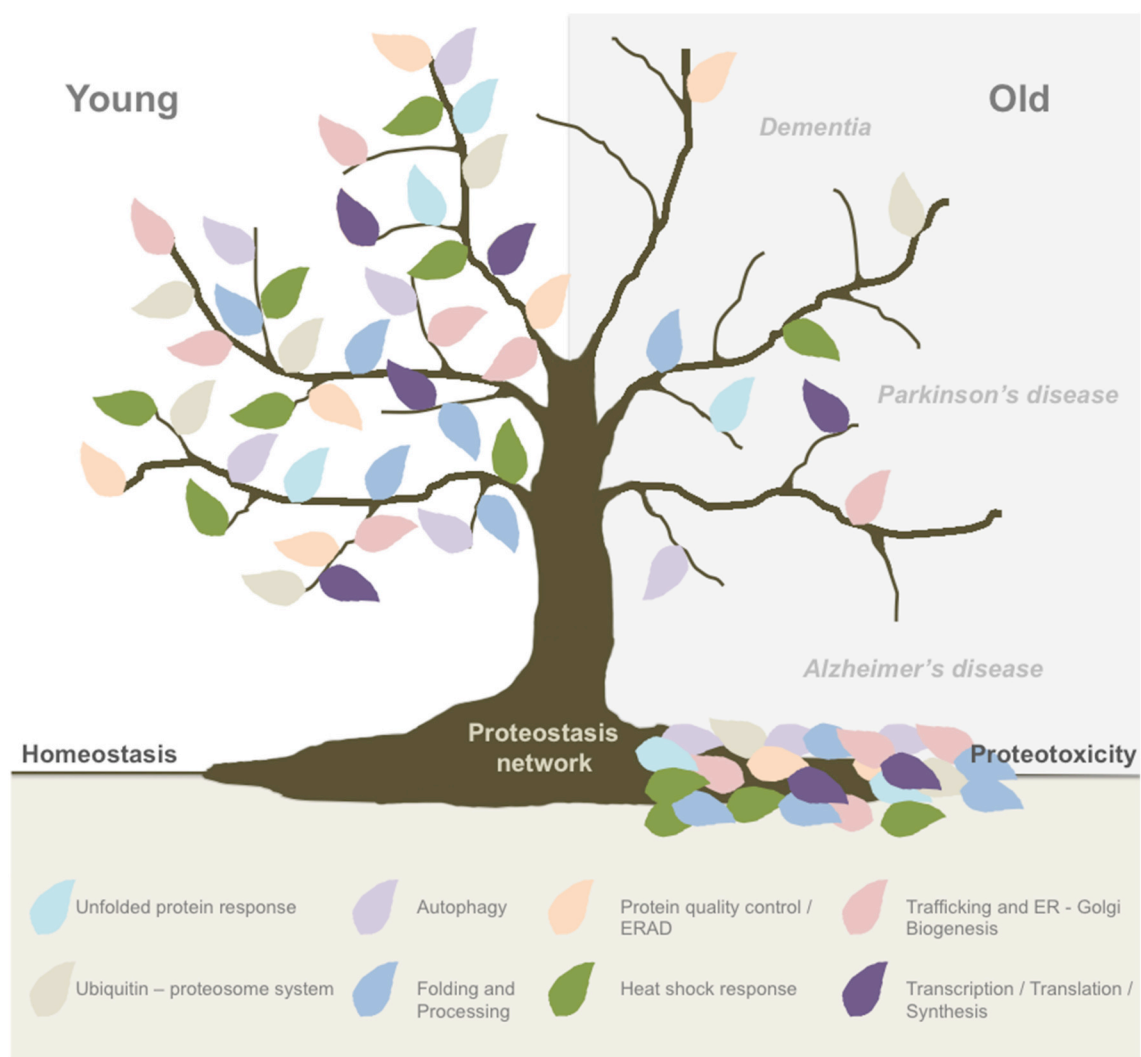 Young
Old
Dementia
Parkinson's disease
Alzheimer's disease
Proteostasis
network
Homeostasis
Proteotoxicity
Unfolded protein response
Autophagy
Protein quality control /
ERAD
Trafficking and ER - Golgi
Biogenesis
Ubiquitin – proteosome system
Folding and
Processing
Heat shock response
Transcription / Translation /
Synthesis